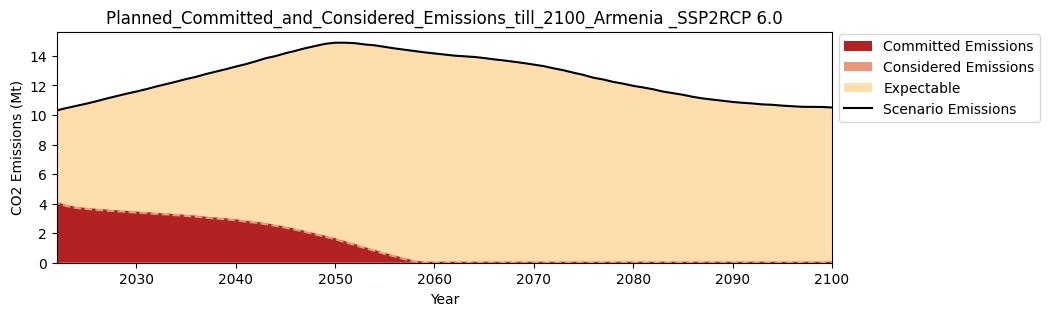 Planned_Committed_and_Considered_Emissions_till_2100_Armenia _SSP2RCP 6.0
Committed Emissions
Considered Emissions
Expectable
Scenario Emissions
CO2 Emissions (Mt)
14
12
10
8
6
4
2
0
2030 2040 2050 2060 2070 2080 2090 2100
Year